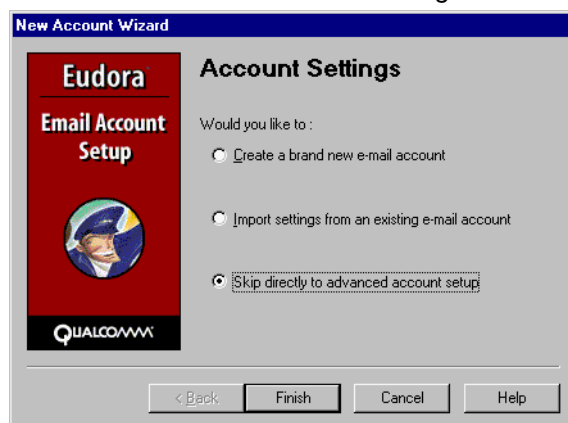 New Account Wizard
Eudora
Email Account
Setup
QUALCOMM
Account Settings
Would you like to :
Create a brand new e-mail account
Import settings from an existing e-mail account
Skip directly to advanced account setup
< Back
Finish
Cancel
Help